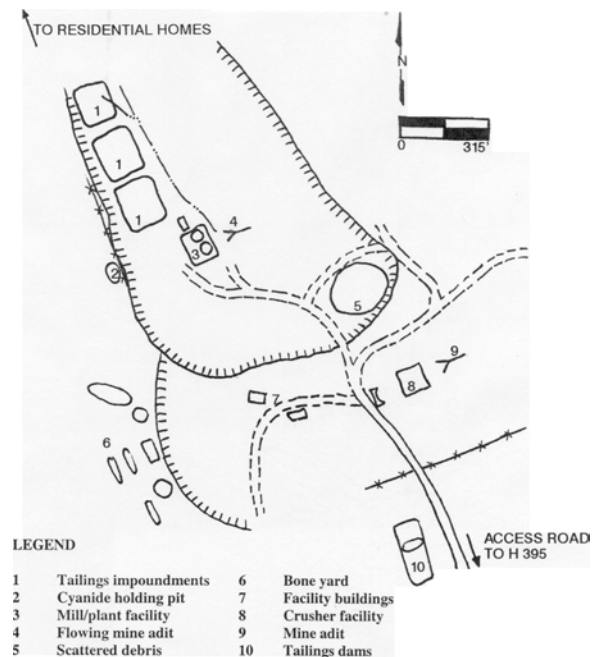 TO RESIDENTIAL HOMES
N
0 315'
1
1
1
4
3
2
5
9
8
7
6
10
ACCESS ROAD
TO H 395
LEGEND
1 Tailings impoundments 6 Bone yard
2 Cyanide holding pit 7 Facility buildings
3 Mill/plant facility 8 Crusher facility
4 Flowing mine adit 9 Mine adit
5 Scattered debris 10 Tailings dams